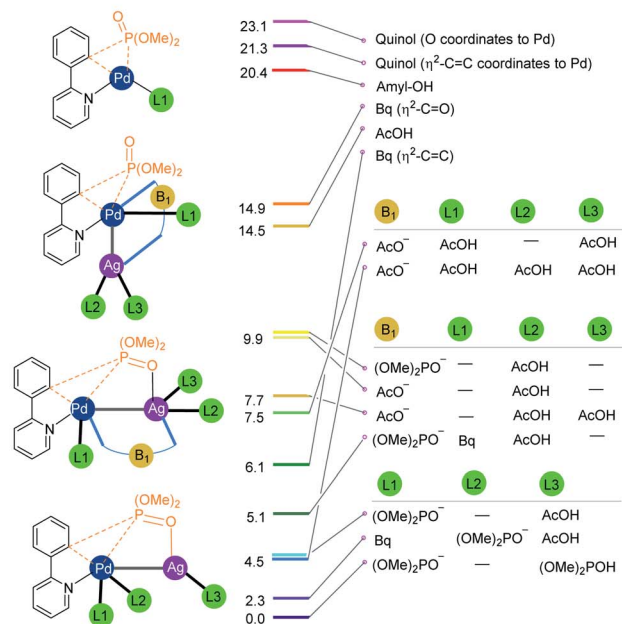 O
P(OMe)₂
Pd
N
L1
O
P(OMe)₂
B₁
Pd
L1
N
Ag
L2
L3
(OMe)₂
P
O
L3
Pd
Ag
L2
N
L1
B₁
(OMe)₂
P
O
Pd
Ag
N
L2
L3
L1
23.1
21.3
20.4
14.9
14.5
9.9
7.7
7.5
6.1
5.1
4.5
2.3
0.0
Quinol (O coordinates to Pd)
Quinol (η²-C=C coordinates to Pd)
Amyl-OH
Bq (η²-C=O)
AcOH
Bq (η²-C=C)
B₁ L1 L2 L3
AcO⁻ AcOH — AcOH
AcO⁻ AcOH AcOH AcOH
B₁ L1 L2 L3
(OMe)₂PO⁻ — AcOH —
AcO⁻ — AcOH —
AcO⁻ — AcOH AcOH
(OMe)₂PO⁻ Bq AcOH —
L1 L2 L3
(OMe)₂PO⁻ — AcOH
Bq (OMe)₂PO⁻ AcOH
(OMe)₂PO⁻ — (OMe)₂POH